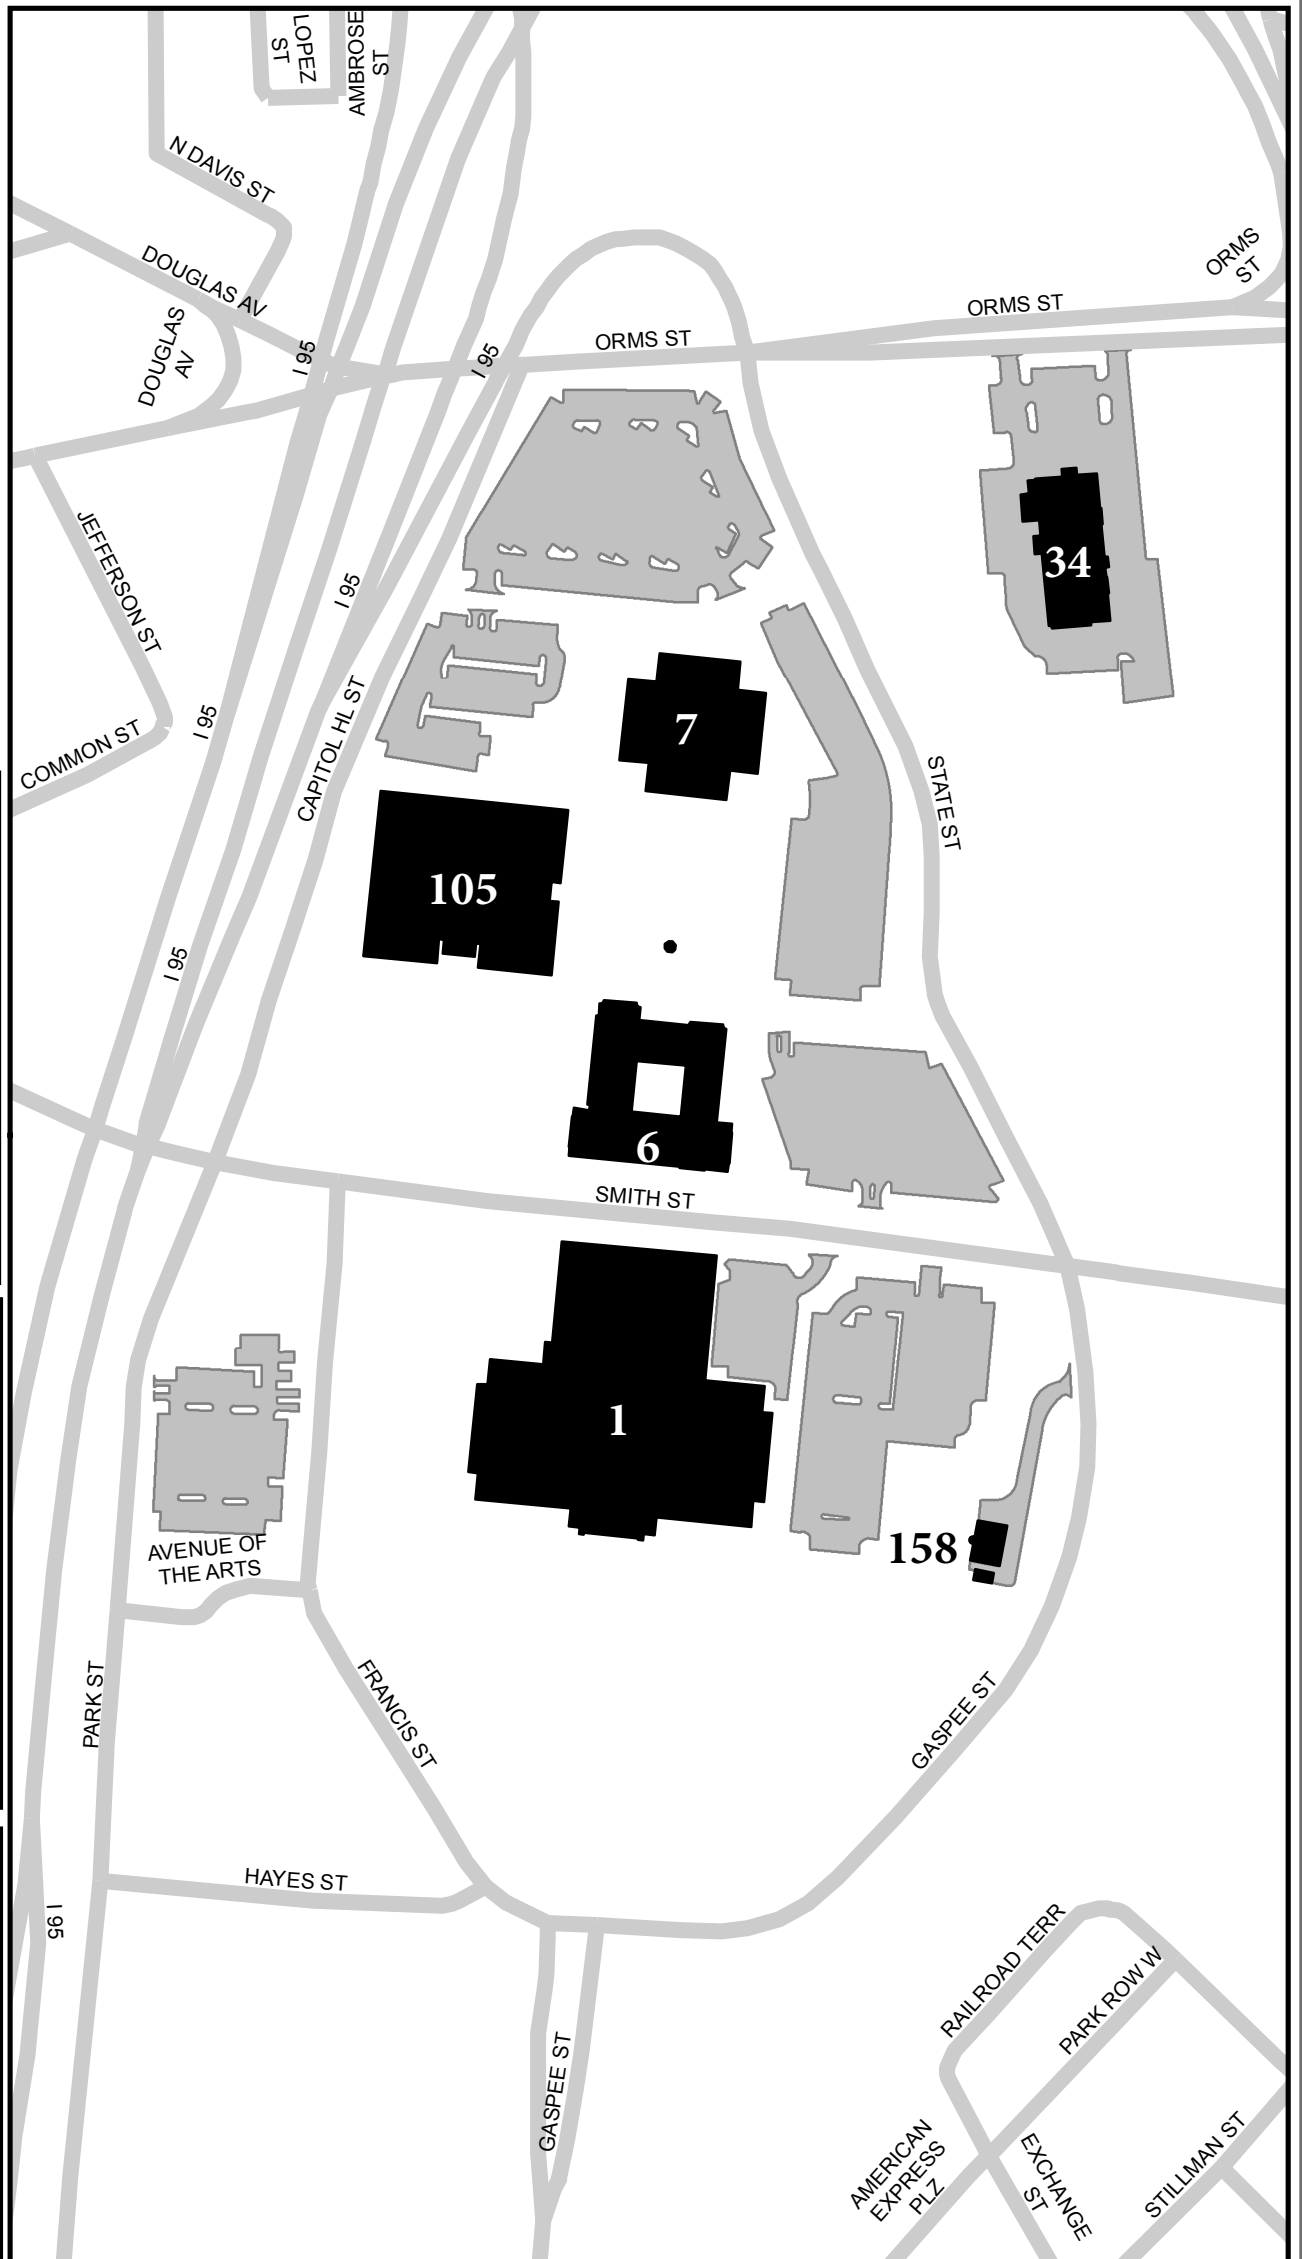 LOPEZ
ST
AMBROSE
ST
N DAVIS ST
DOUGLAS AV
ORMS
ST
ORMS ST
ORMS ST
DOUGLAS
AV
I 95
I 95
34
JEFFERSON ST
I 95
I 95
CAPITOL HL ST
7
COMMON ST
STATE ST
105
I 95
6
SMITH ST
1
158
AVENUE OF
THE ARTS
PARK ST
FRANCIS ST
GASPEE ST
HAYES ST
I 95
RAILROAD TERR
PARK ROW W
GASPEE ST
AMERICAN
EXPRESS
PLZ
EXCHANGE
ST
STILLMAN ST